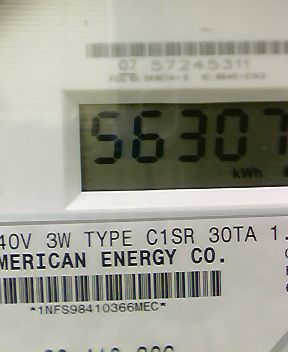 07 57245311
56307
kWh
40V 3W TYPE C1SR 30TA 1.
MERICAN ENERGY CO.
*1NFS98410366MEC*